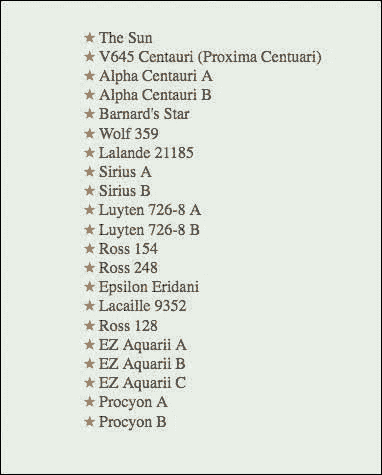 ★ The Sun
★ V645 Centauri (Proxima Centuari)
★ Alpha Centauri A
★ Alpha Centauri B
★ Barnard's Star
★ Wolf 359
★ Lalande 21185
★ Sirius A
★ Sirius B
★ Luyten 726-8 A
★ Luyten 726-8 B
★ Ross 154
★ Ross 248
★ Epsilon Eridani
★ Lacaille 9352
★ Ross 128
★ EZ Aquarii A
★ EZ Aquarii B
★ EZ Aquarii C
★ Procyon A
★ Procyon B